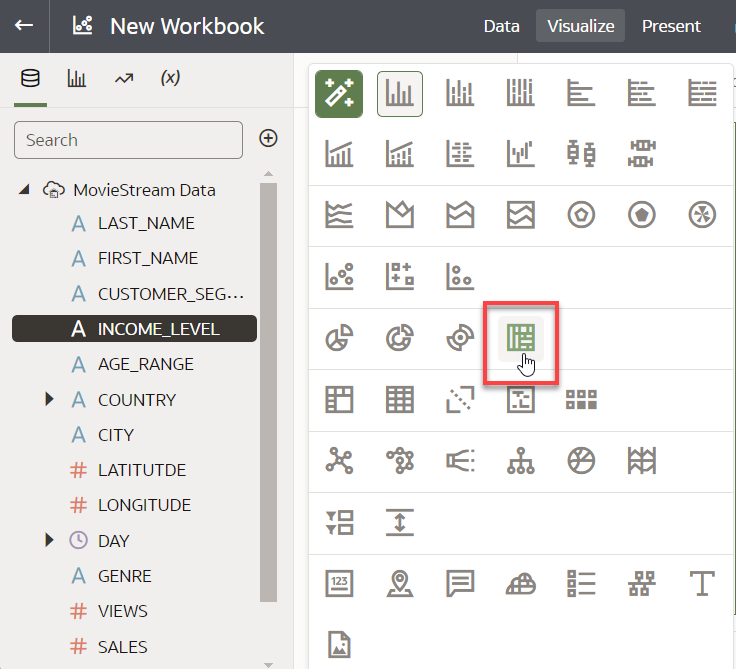 New Workbook
Data Visualize Present
(x)
Search
MovieStream Data
A LAST_NAME
A FIRST_NAME
A CUSTOMER_SEG...
A INCOME_LEVEL
A AGE_RANGE
A COUNTRY
A CITY
# LATITUTDE
# LONGITUDE
DAY
A GENRE
# VIEWS
# SALES
123
T